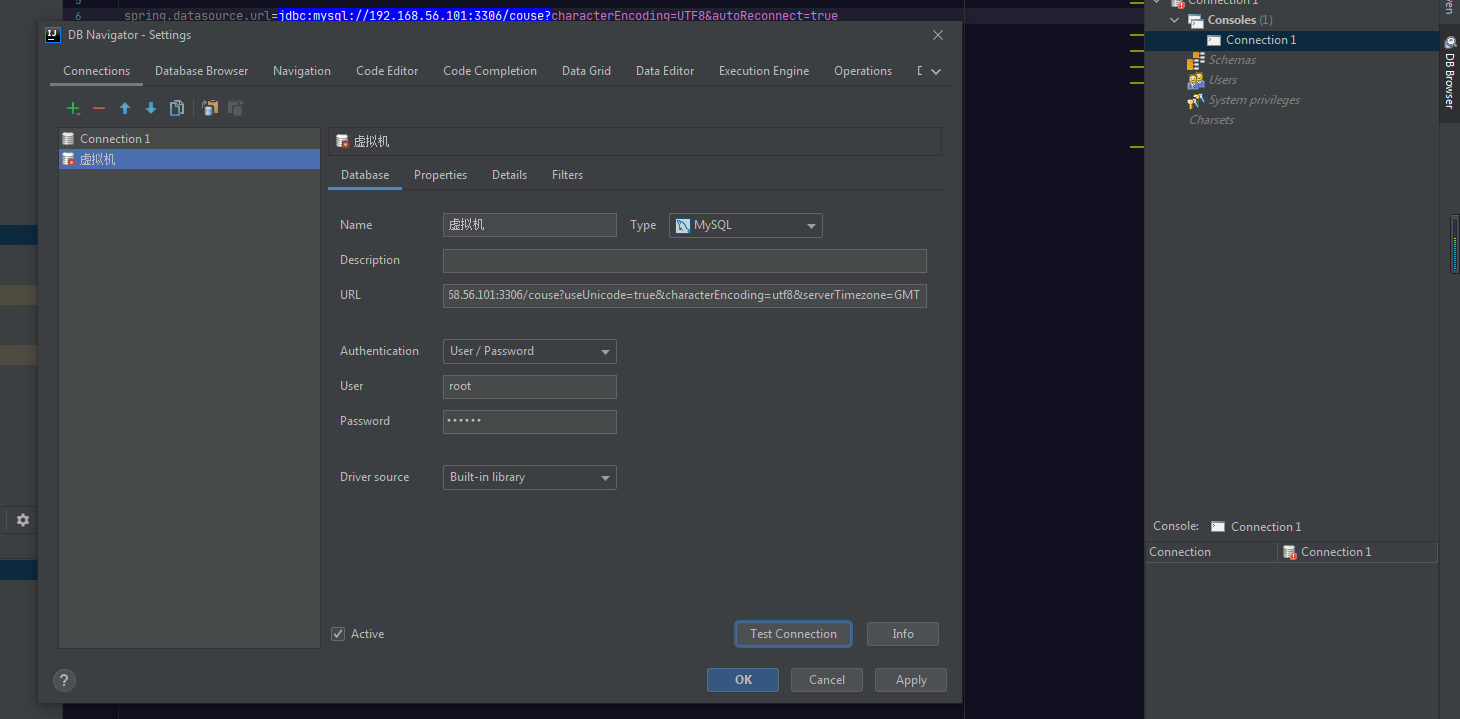 5
6 spring.datasource.url=jdbc:mysql://192.168.56.101:3306/couse?characterEncoding=UTF8&autoReconnect=true
DB Navigator - Settings
Connections Database Browser Navigation Code Editor Code Completion Data Grid Data Editor Execution Engine Operations
Connection 1
虚拟机
虚拟机
Database Properties Details Filters
Name 虚拟机 Type MySQL
Description
URL 68.56.101:3306/couse?useUnicode=true&characterEncoding=utf8&serverTimezone=GMT
Authentication User / Password
User root
Password ••••••
Driver source Built-in library
Active
Test Connection Info
? OK Cancel Apply
Connection 1
Consoles (1)
Connection 1
Schemas
Users
System privileges
Charsets
Console: Connection 1
Connection Connection 1
ven
DB Browser